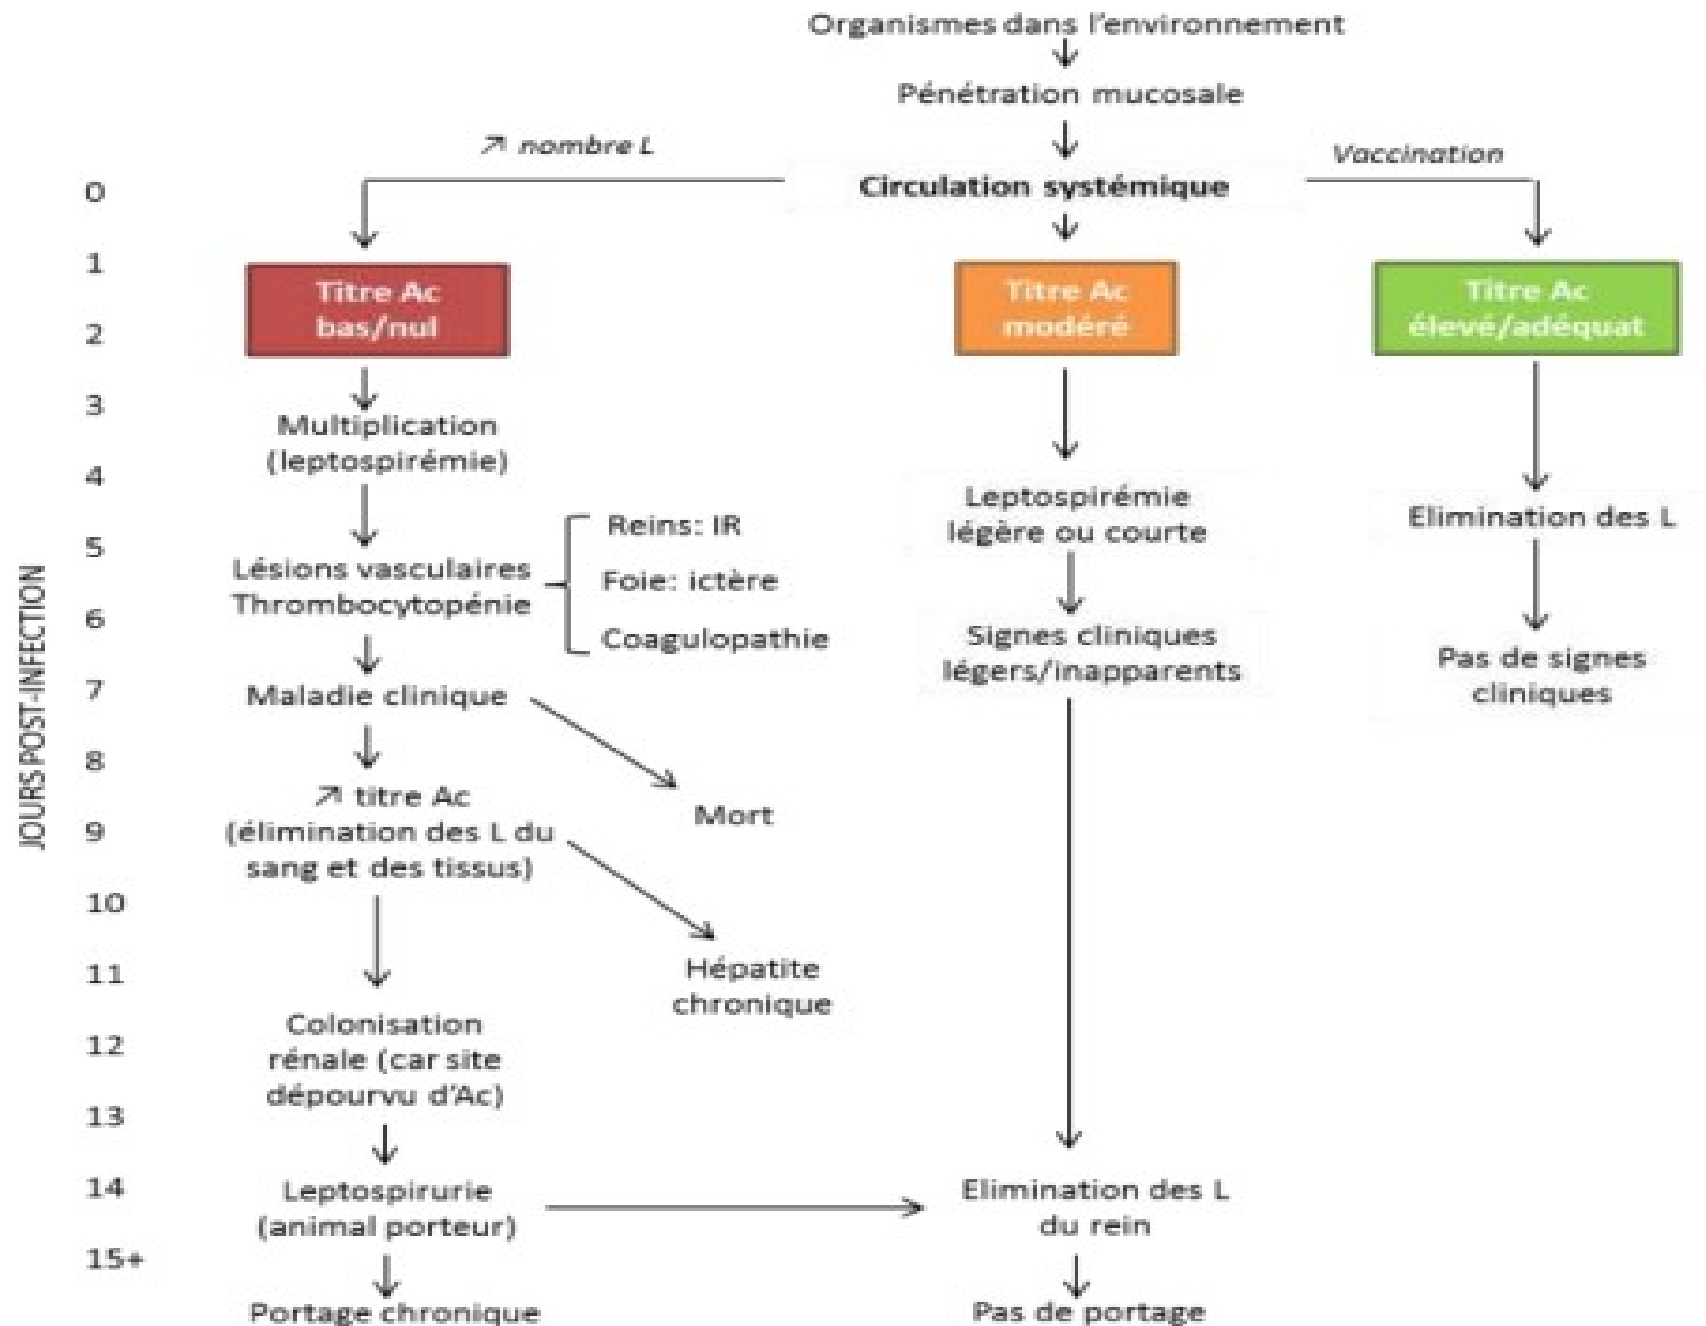 Organismes dans l'environnement
Pénétration mucosale
↗ nombre L
Vaccination
Circulation systémique
JOURS POST-INFECTION
0
1
2
3
4
5
6
7
8
9
10
11
12
13
14
15+
Titre Ac
bas/nul
Multiplication
(leptospirémie)
Lésions vasculaires
Thrombocytopénie
Reins: IR
Foie: ictère
Coagulopathie
Maladie clinique
Mort
↗ titre Ac
(élimination des L du
sang et des tissus)
Hépatite
chronique
Colonisation
rénale (car site
dépourvu d'Ac)
Leptospirurie
(animal porteur)
Portage chronique
Titre Ac
modéré
Leptospirémie
légère ou courte
Signes cliniques
légers/inapparents
Elimination des L
du rein
Pas de portage
Titre Ac
élevé/adéquat
Elimination des L
Pas de signes
cliniques